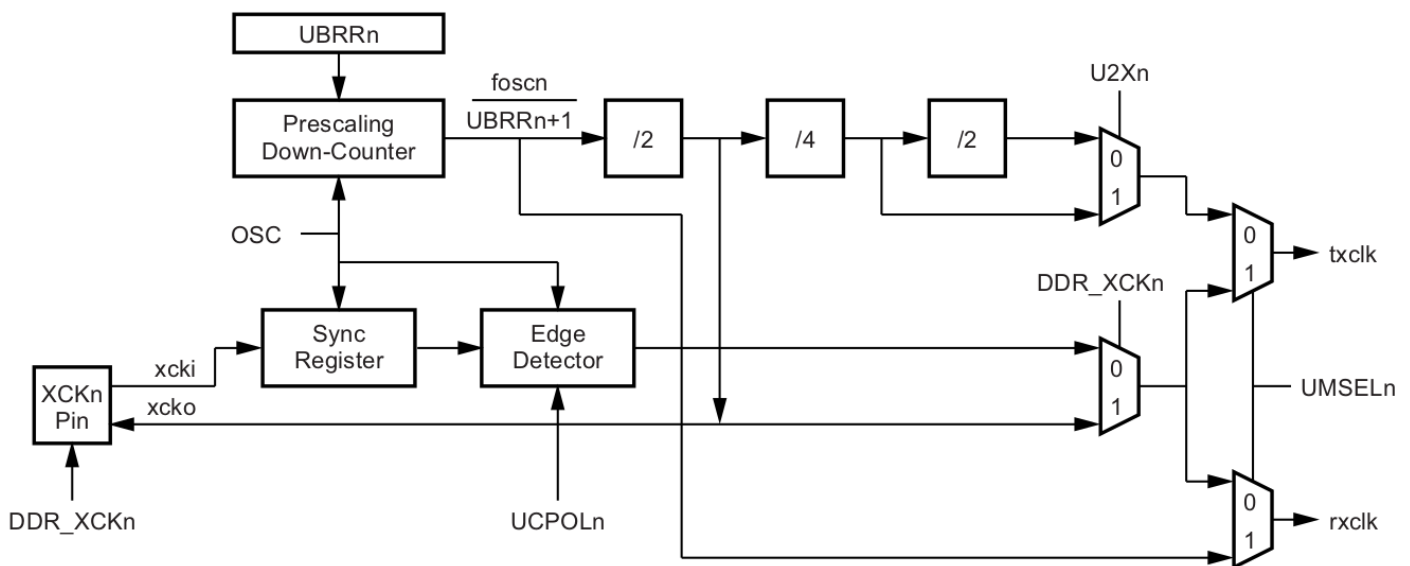 UBRRn
foscn
UBRRn+1
U2Xn
Prescaling
Down-Counter
/2
/4
/2
0
1
OSC
0
1
txclk
DDR_XCKn
Sync
Register
Edge
Detector
0
1
xcki
XCKn
Pin
xcko
UMSELn
DDR_XCKn
UCPOLn
0
1
rxclk